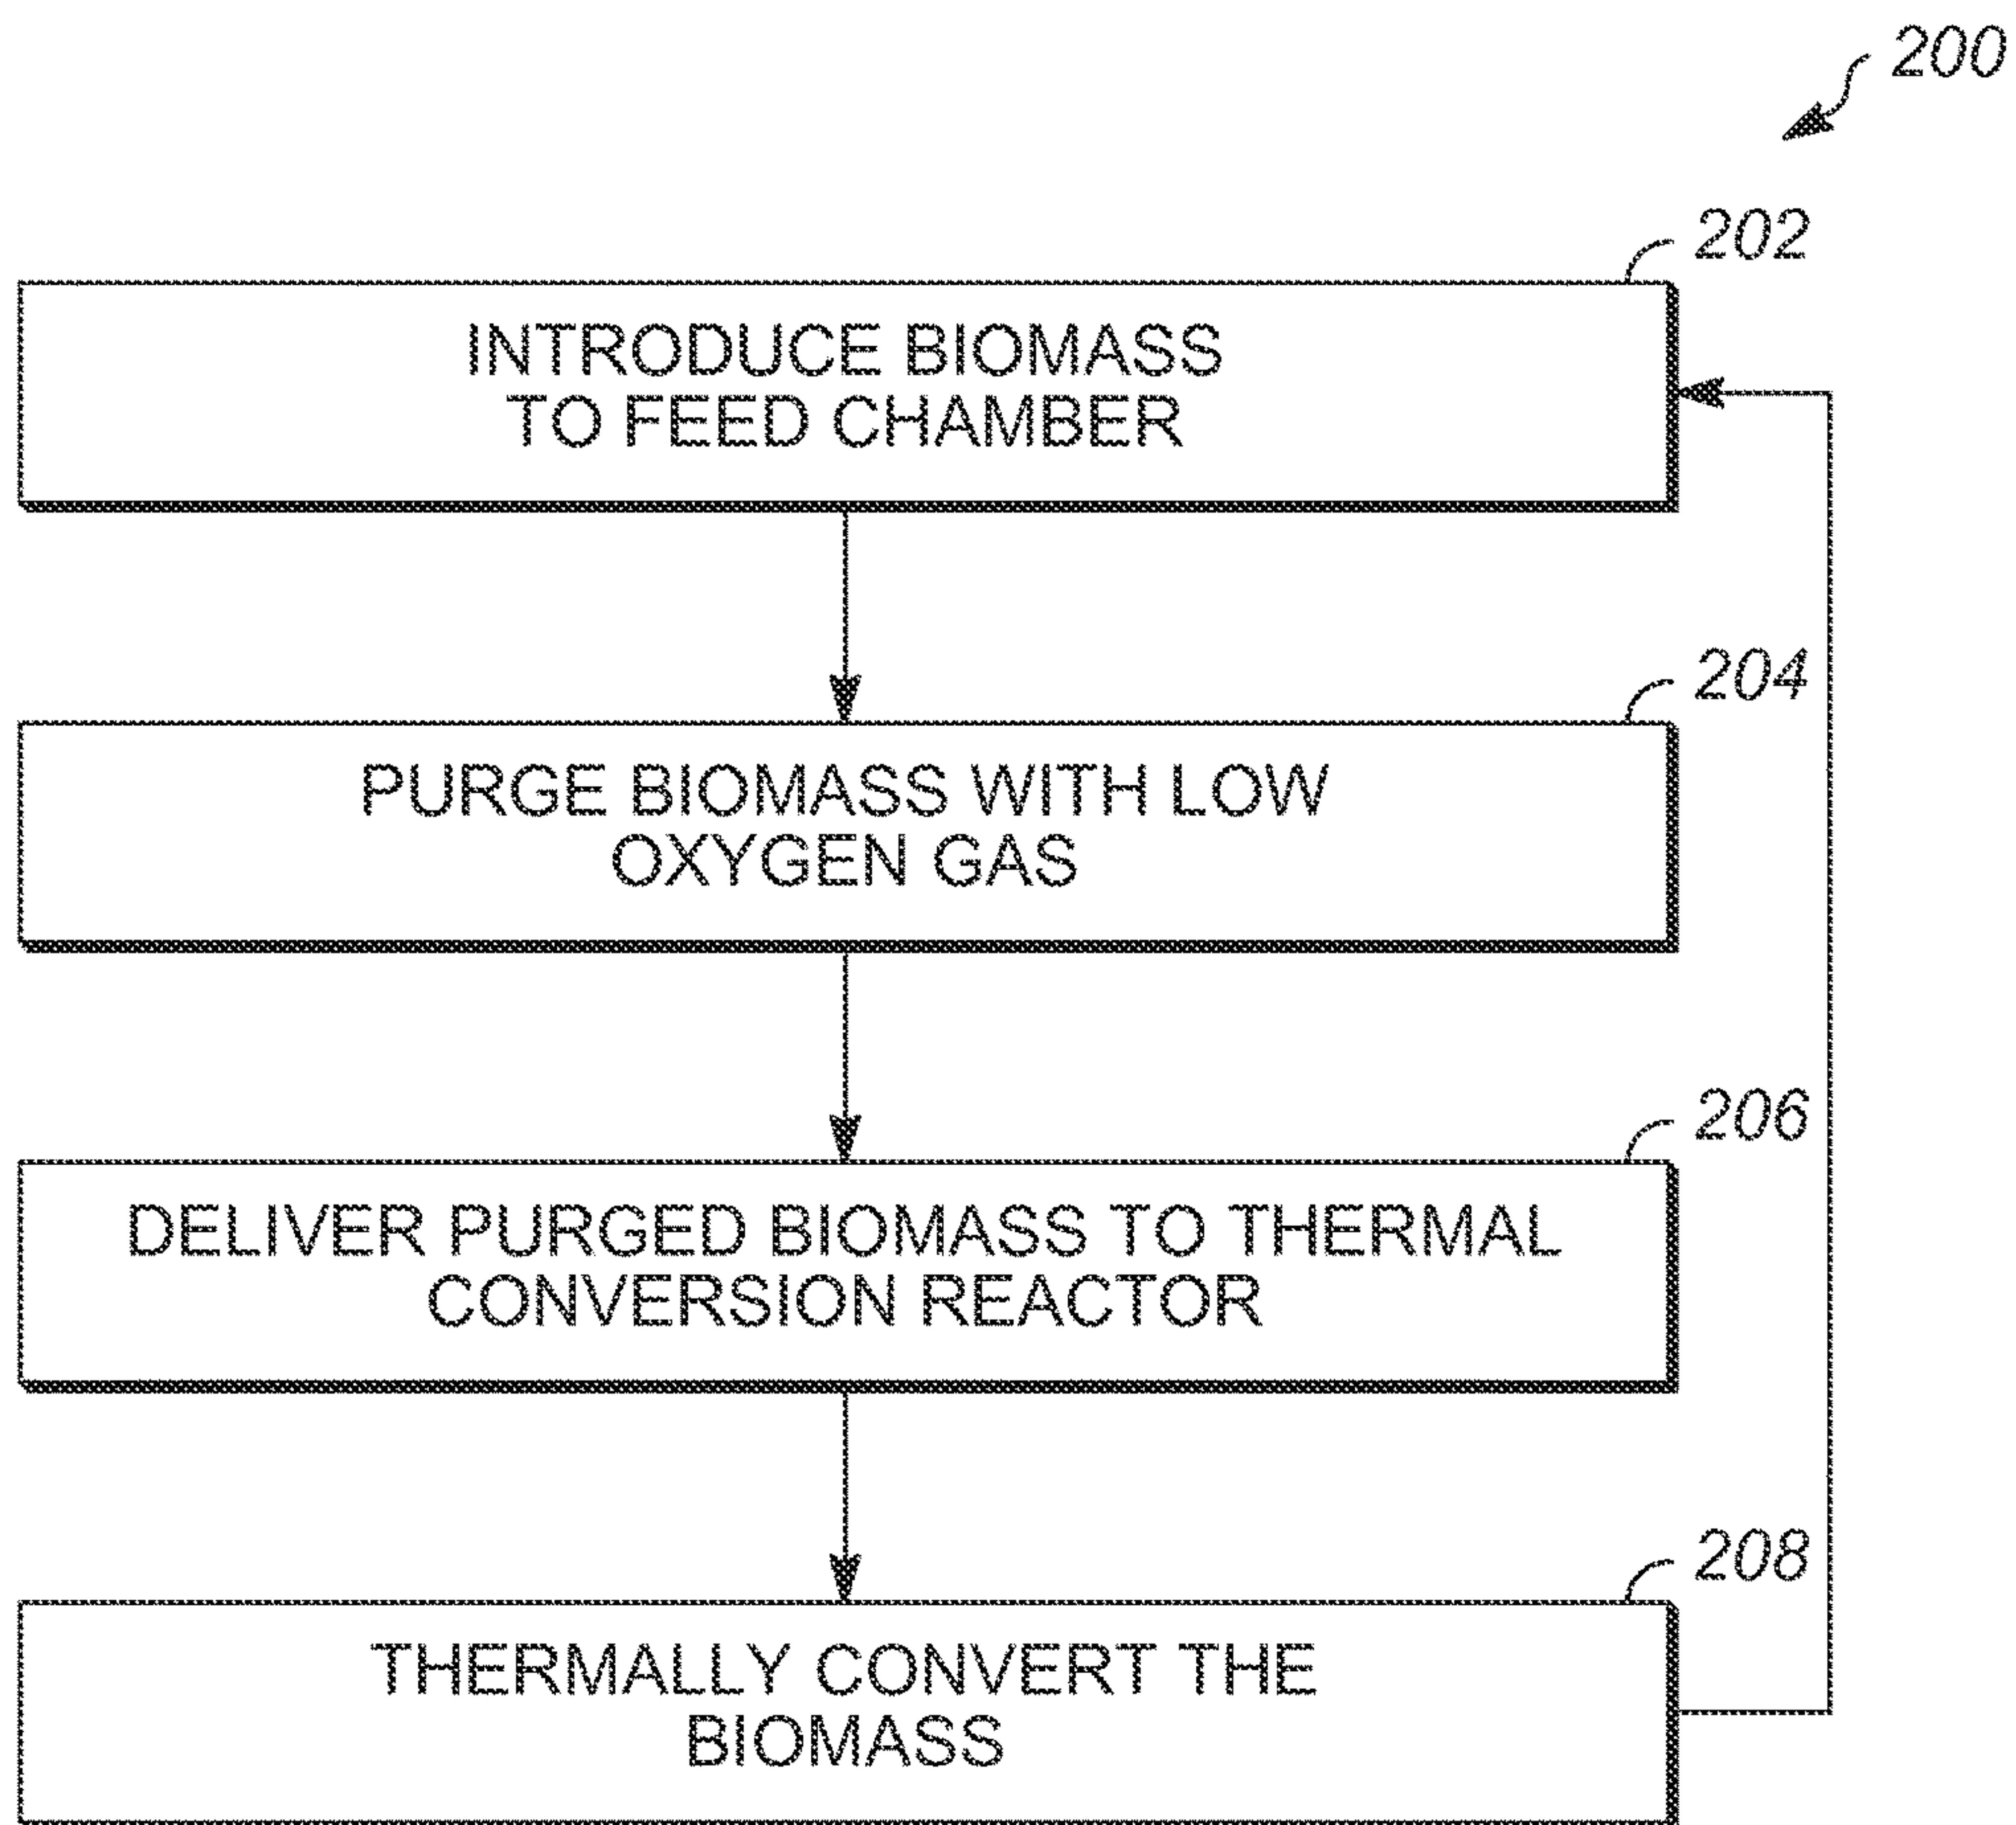 200
202
INTRODUCE BIOMASS
TO FEED CHAMBER
204
PURGE BIOMASS WITH LOW
OXYGEN GAS
206
DELIVER PURGED BIOMASS TO THERMAL
CONVERSION REACTOR
208
THERMALLY CONVERT THE
BIOMASS